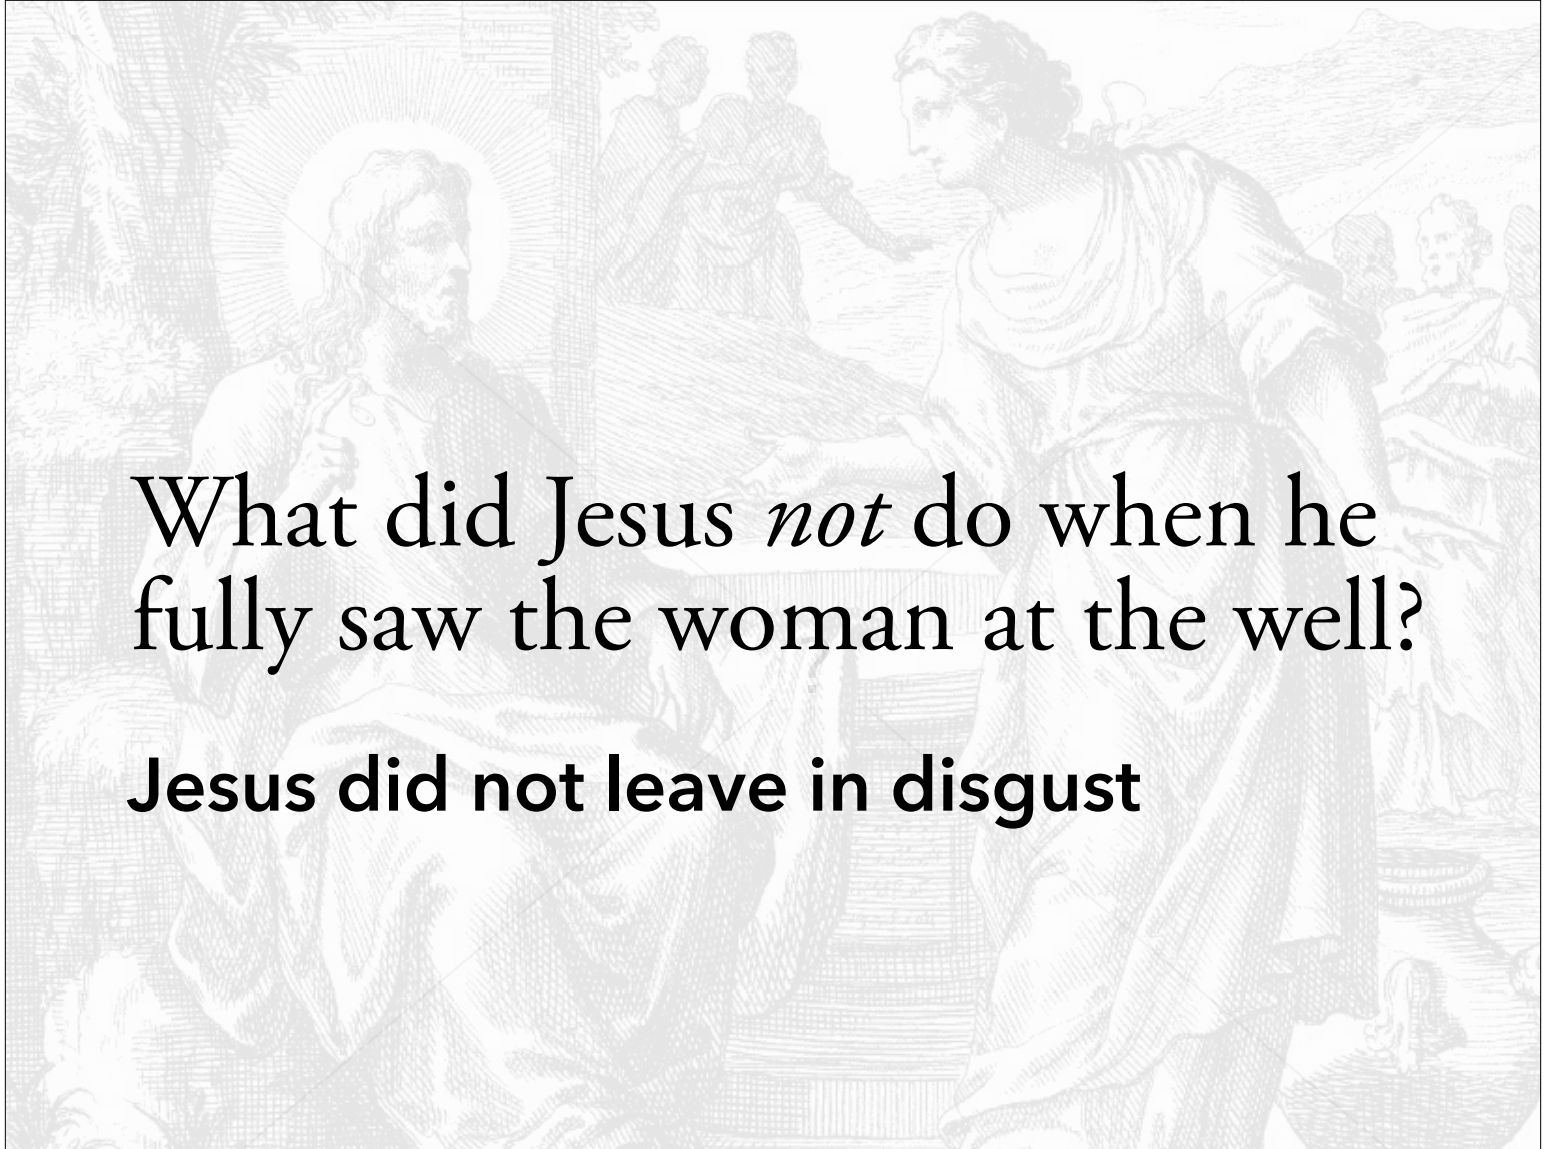 What did Jesus not do when he
fully saw the woman at the well?
Jesus did not leave in disgust